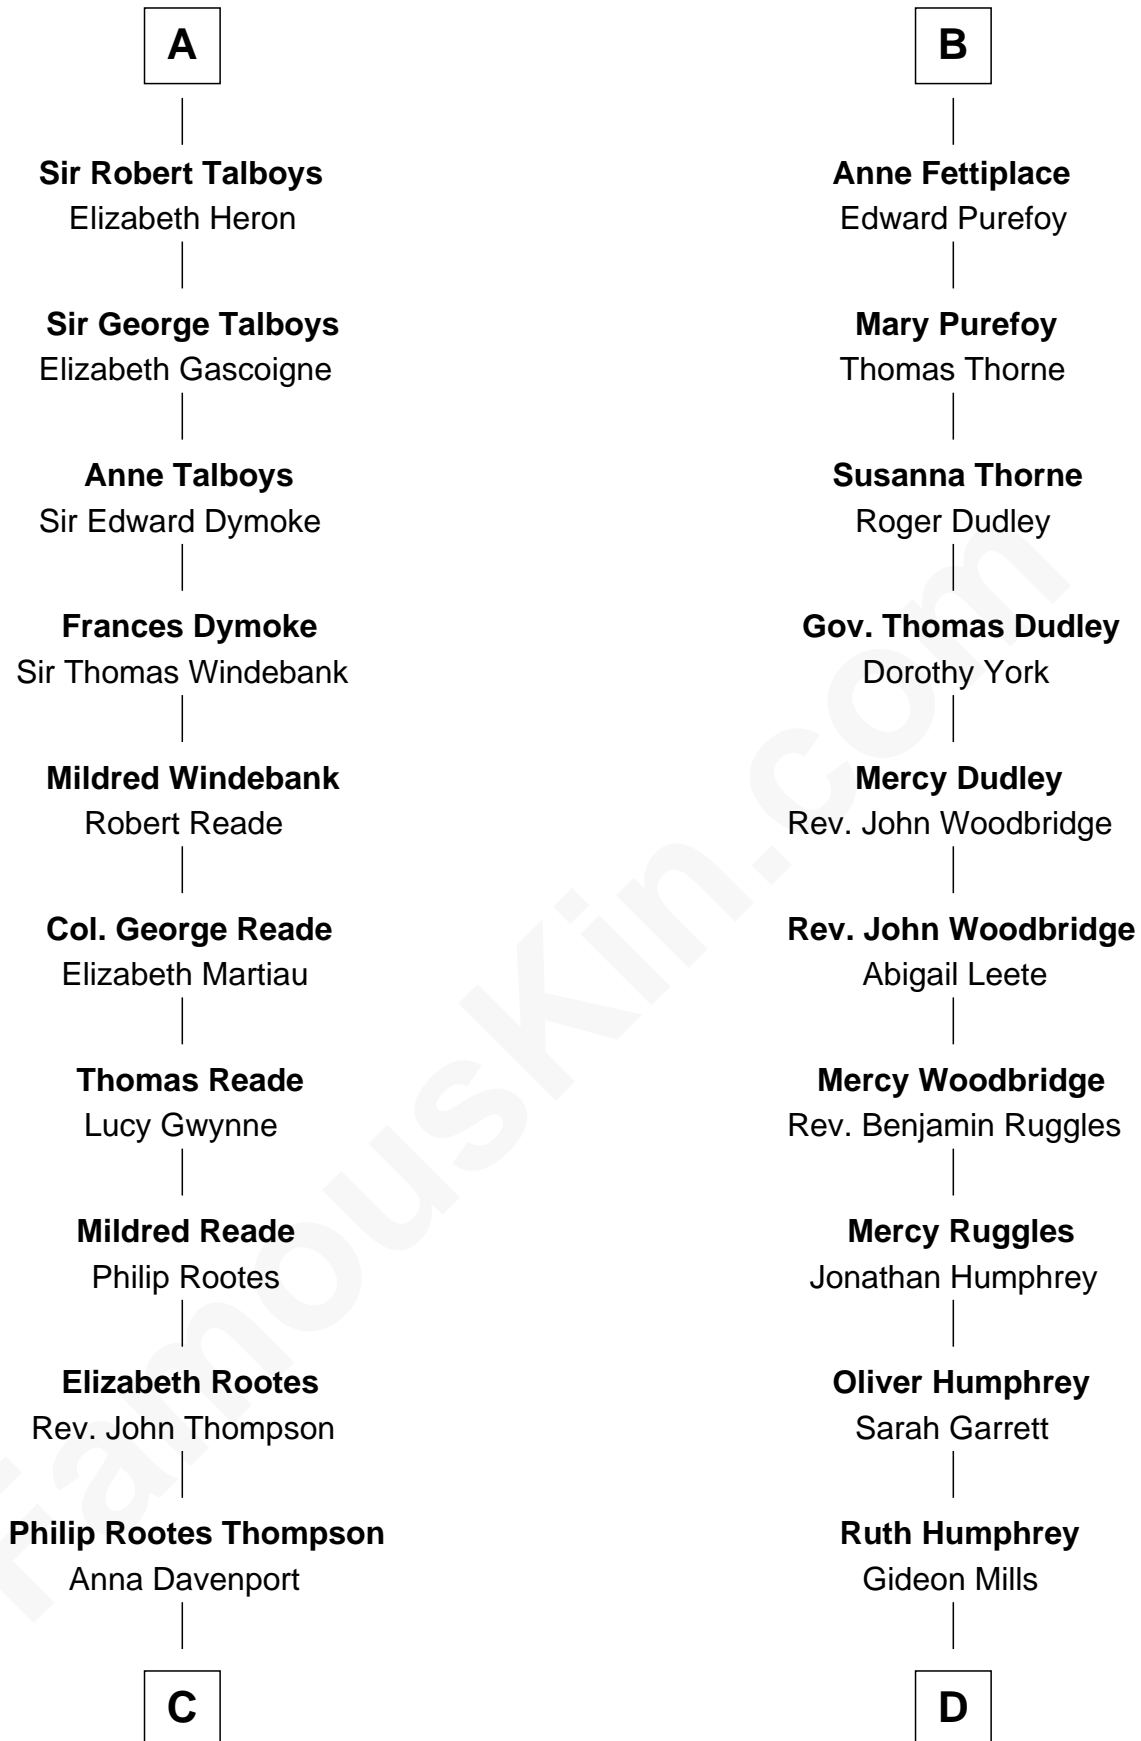 A
Sir Robert Talboys
Elizabeth Heron
Sir George Talboys
Elizabeth Gascoigne
Anne Talboys
Sir Edward Dymoke
Frances Dymoke
Sir Thomas Windebank
Mildred Windebank
Robert Reade
Col. George Reade
Elizabeth Martiau
Thomas Reade
Lucy Gwynne
Mildred Reade
Philip Rootes
Elizabeth Rootes
Rev. John Thompson
Philip Rootes Thompson
Anna Davenport
C
B
Anne Fettiplace
Edward Purefoy
Mary Purefoy
Thomas Thorne
Susanna Thorne
Roger Dudley
Gov. Thomas Dudley
Dorothy York
Mercy Dudley
Rev. John Woodbridge
Rev. John Woodbridge
Abigail Leete
Mercy Woodbridge
Rev. Benjamin Ruggles
Mercy Ruggles
Jonathan Humphrey
Oliver Humphrey
Sarah Garrett
Ruth Humphrey
Gideon Mills
D
FamousKin.com